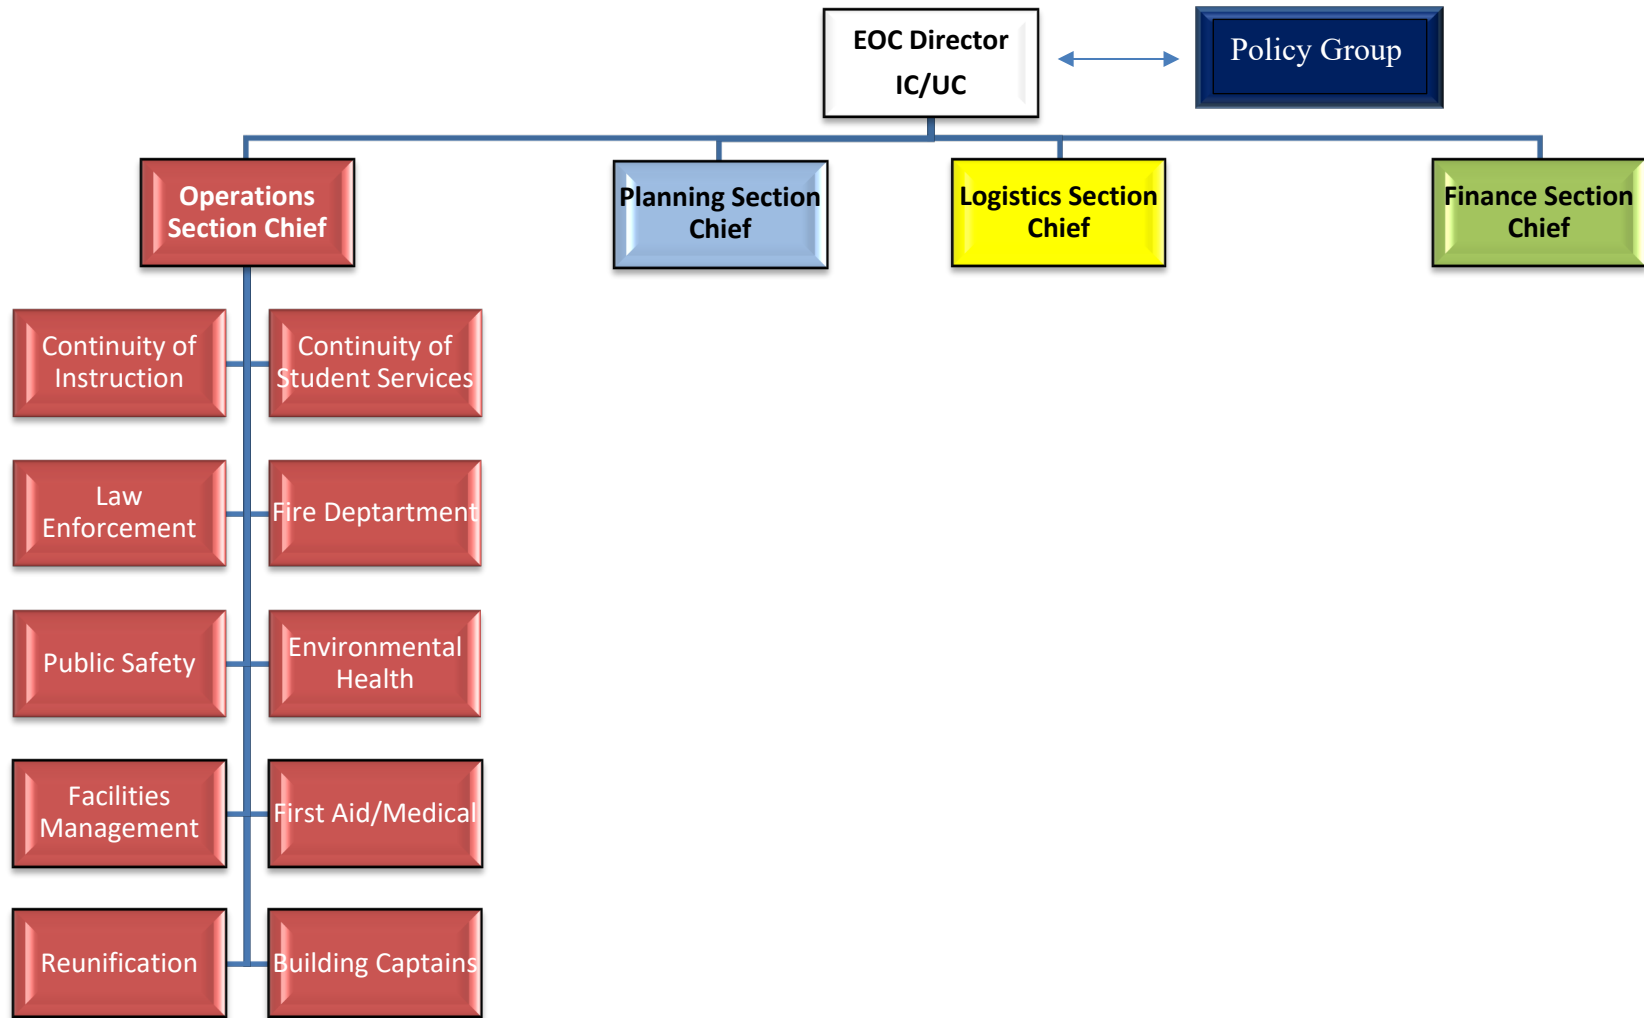 EOC Director
IC/UC
Policy Group
Operations
Section Chief
Planning Section
Chief
Logistics Section
Chief
Finance Section
Chief
Continuity of
Instruction
Continuity of
Student Services
Law
Enforcement
Fire Deptartment
Public Safety
Environmental
Health
Facilities
Management
First Aid/Medical
Reunification
Building Captains